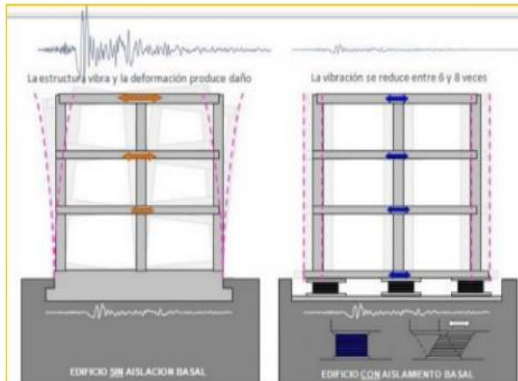 La estructura vibra y la deformación produce daño
La vibración se reduce entre 6 y 8 veces
EDIFICIO SIN AISLACION BASAL
EDIFICIO CON AISLAMIENTO BASAL